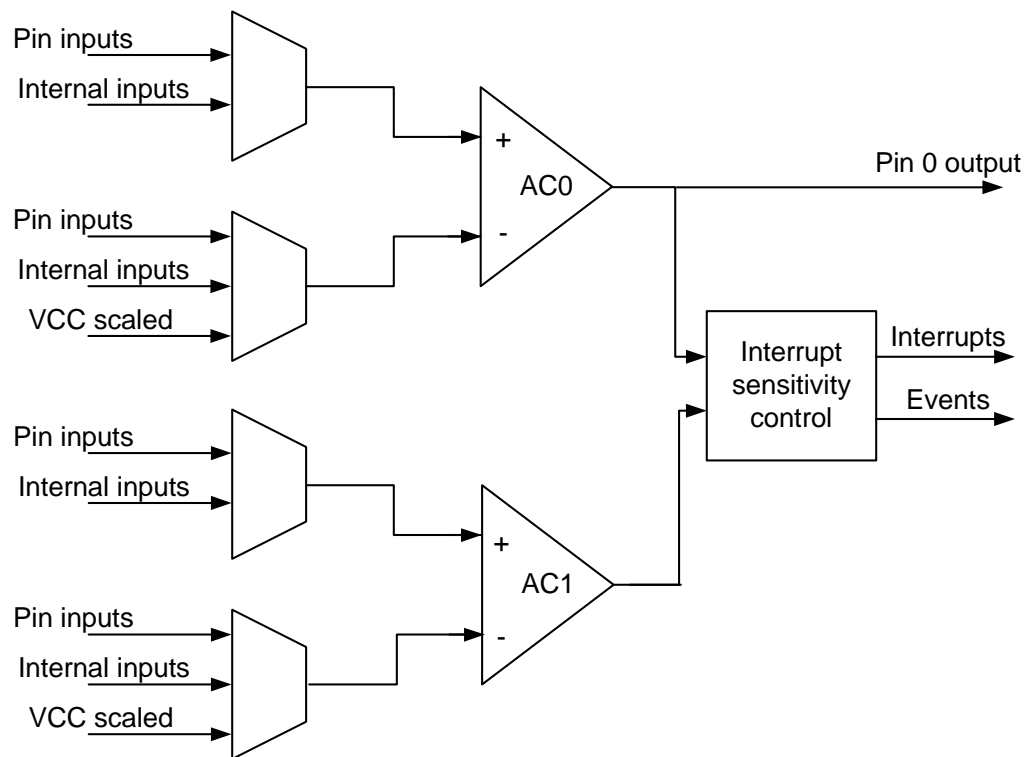 Pin inputs
Internal inputs
+
AC0
-
Pin 0 output
Pin inputs
Internal inputs
VCC scaled
Interrupt
sensitivity
control
Interrupts
Events
Pin inputs
Internal inputs
+
AC1
-
Pin inputs
Internal inputs
VCC scaled